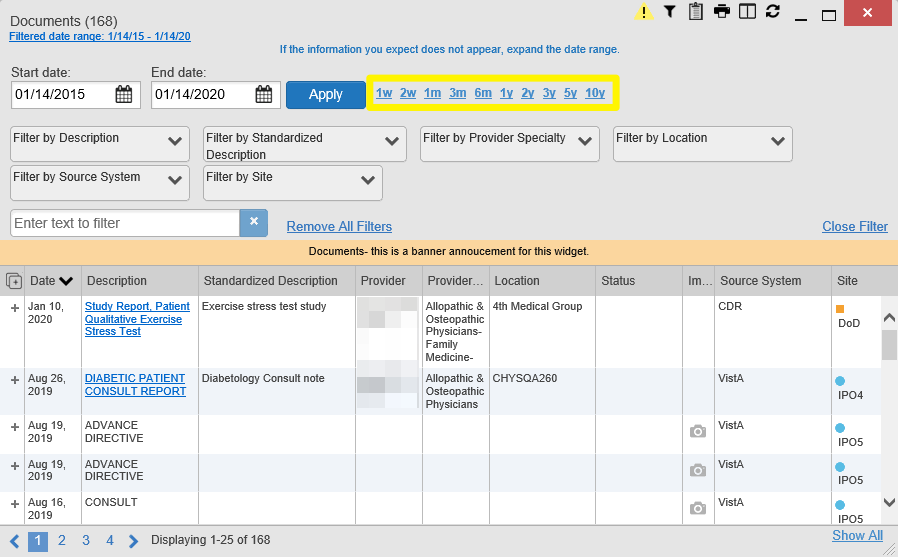 Documents (168)
Filtered date range: 1/14/15 - 1/14/20
If the information you expect does not appear, expand the date range.
Start date:
End date:
01/14/2015
01/14/2020
Apply
1w 2w 1m 3m 6m 1y 2y 3y 5y 10y
Filter by Description
Filter by Standardized
Description
Filter by Provider Specialty
Filter by Location
Filter by Source System
Filter by Site
Enter text to filter
Remove All Filters
Close Filter
Documents- this is a banner annoucement for this widget.
Date Description Standardized Description Provider Provider... Location Status Im... Source System Site
Jan 10,
2020
Study Report, Patient
Qualitative Exercise
Stress Test
Exercise stress test study
Allopathic &
Osteopathic
Physicians-
Family
Medicine-
4th Medical Group
CDR
DoD
Aug 26,
2019
DIABETIC PATIENT
CONSULT REPORT
Diabetology Consult note
Allopathic &
Osteopathic
Physicians
CHYSQA260
VistA
IPO4
Aug 19,
2019
ADVANCE
DIRECTIVE
VistA
IPO5
Aug 19,
2019
ADVANCE
DIRECTIVE
VistA
IPO5
Aug 16,
2019
CONSULT
VistA
IPO5
1 2 3 4
Displaying 1-25 of 168
Show All